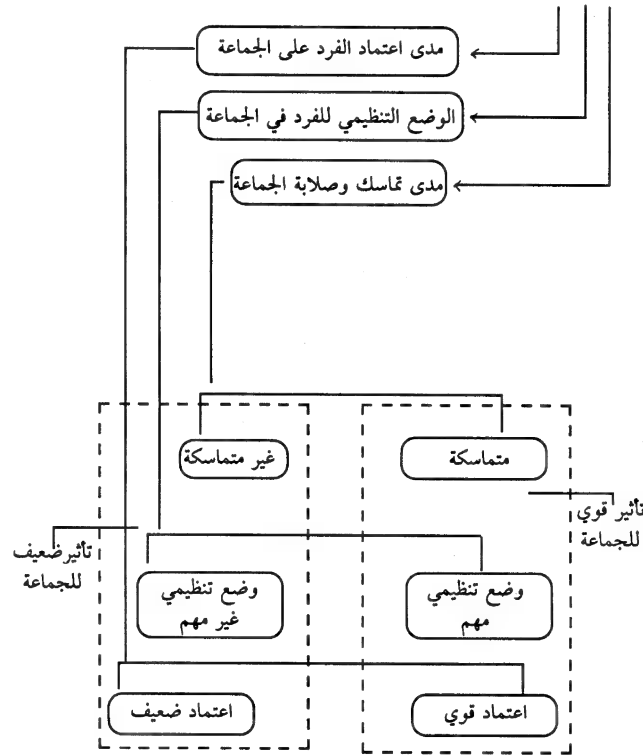 مدى اعتماد الفرد على الجماعة
الوضع التنظيمي للفرد في الجماعة
مدى تماسك وصلابة الجماعة
متماسكة
غير متماسكة
تأثير قوي
للجماعة
تأثير ضعيف
للجماعة
وضع تنظيمي
مهم
وضع تنظيمي
غير مهم
اعتماد قوي
اعتماد ضعيف